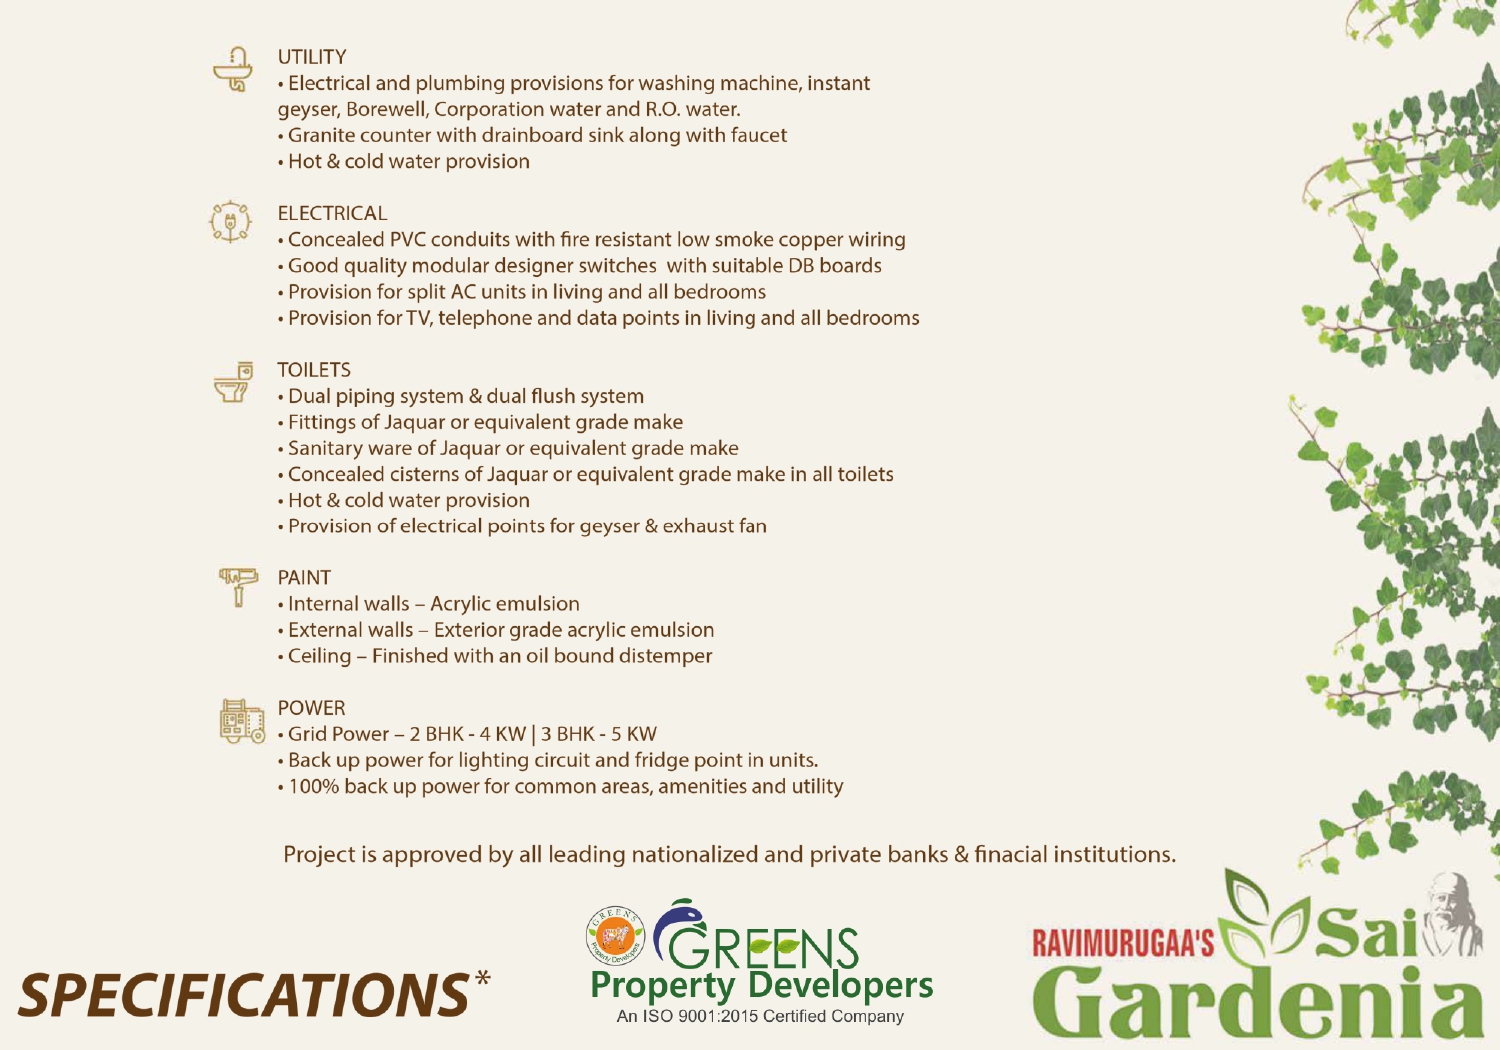 UTILITY
• Electrical and plumbing provisions for washing machine, instant
geyser, Borewell, Corporation water and R.O. water.
• Granite counter with drainboard sink along with faucet
• Hot & cold water provision
ELECTRICAL
• Concealed PVC conduits with fire resistant low smoke copper wiring
• Good quality modular designer switches with suitable DB boards
• Provision for split AC units in living and all bedrooms
• Provision for TV, telephone and data points in living and all bedrooms
TOILETS
• Dual piping system & dual flush system
• Fittings of Jaquar or equivalent grade make
• Sanitary ware of Jaquar or equivalent grade make
• Concealed cisterns of Jaquar or equivalent grade make in all toilets
• Hot & cold water provision
• Provision of electrical points for geyser & exhaust fan
PAINT
• Internal walls – Acrylic emulsion
• External walls – Exterior grade acrylic emulsion
• Ceiling – Finished with an oil bound distemper
POWER
• Grid Power – 2 BHK - 4 KW | 3 BHK - 5 KW
• Back up power for lighting circuit and fridge point in units.
• 100% back up power for common areas, amenities and utility
Project is approved by all leading nationalized and private banks & finacial institutions.
SPECIFICATIONS*
GREENS
Property Developers
GREENS
Property Developers
An ISO 9001:2015 Certified Company
RAVIMURUGAA'S Sai
Gardenia